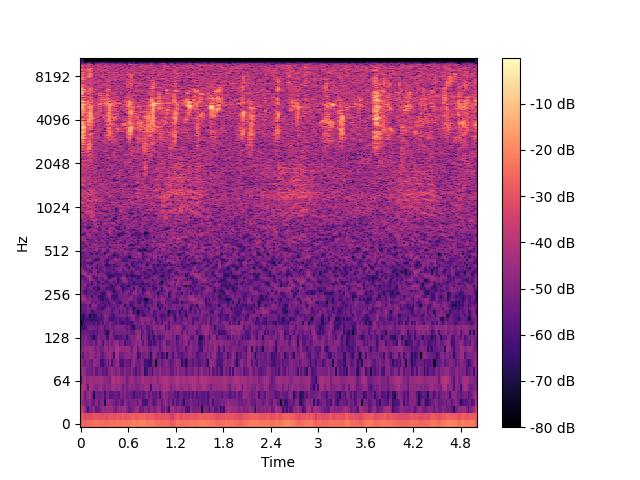 8192
4096
2048
1024
512
256
128
64
0
Hz
0 0.6 1.2 1.8 2.4 3 3.6 4.2 4.8
Time
-10 dB
-20 dB
-30 dB
-40 dB
-50 dB
-60 dB
-70 dB
-80 dB